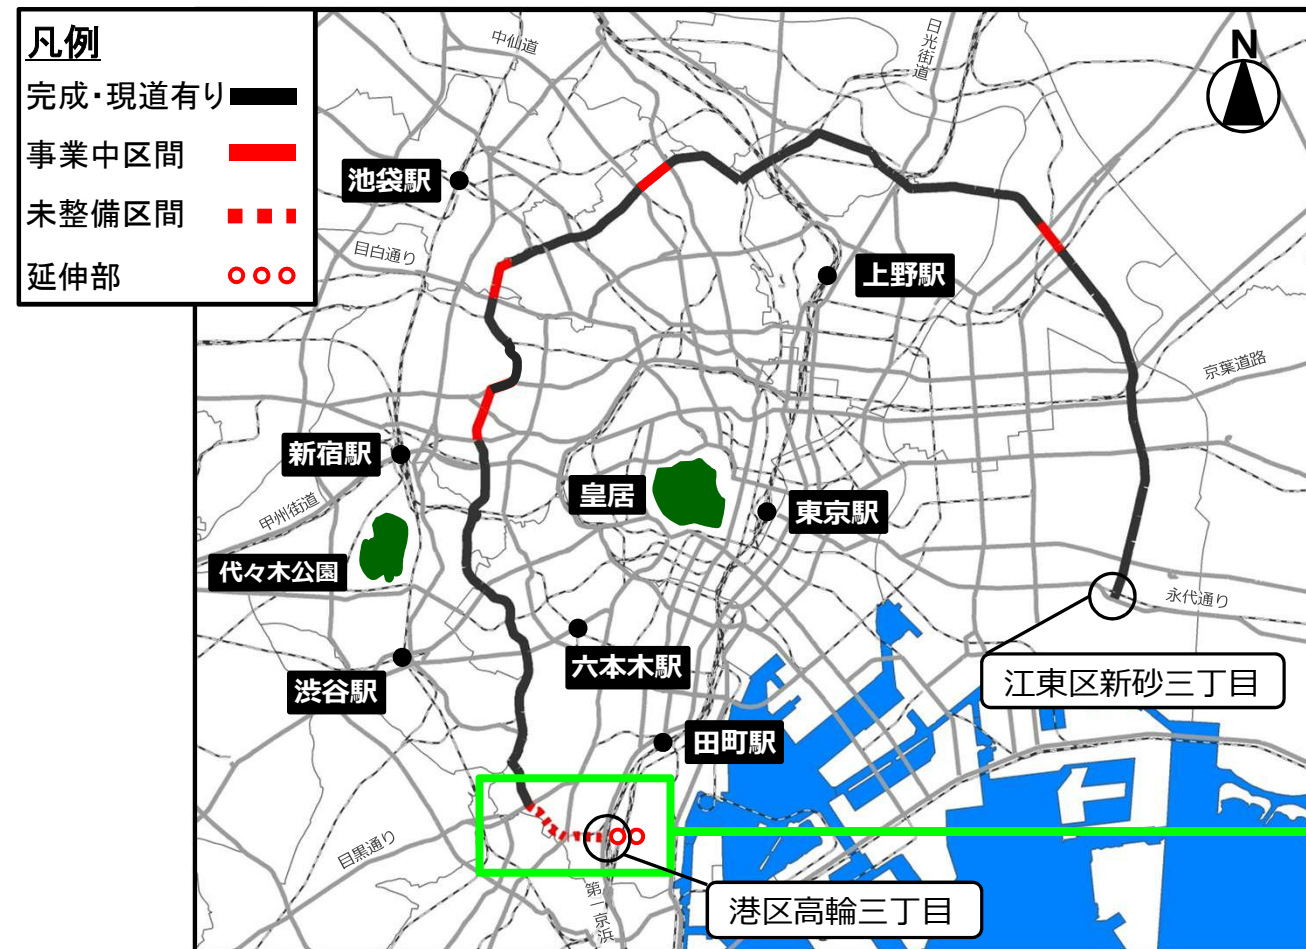 凡例
完成・現道有り
事業中区間
未整備区間
延伸部
中仙道
日光街道
N
池袋駅
目白通り
上野駅
京葉道路
新宿駅
皇居
東京駅
甲州街道
代々木公園
永代通り
六本木駅
渋谷駅
江東区新砂三丁目
田町駅
目黒通り
第一京浜
港区高輪三丁目